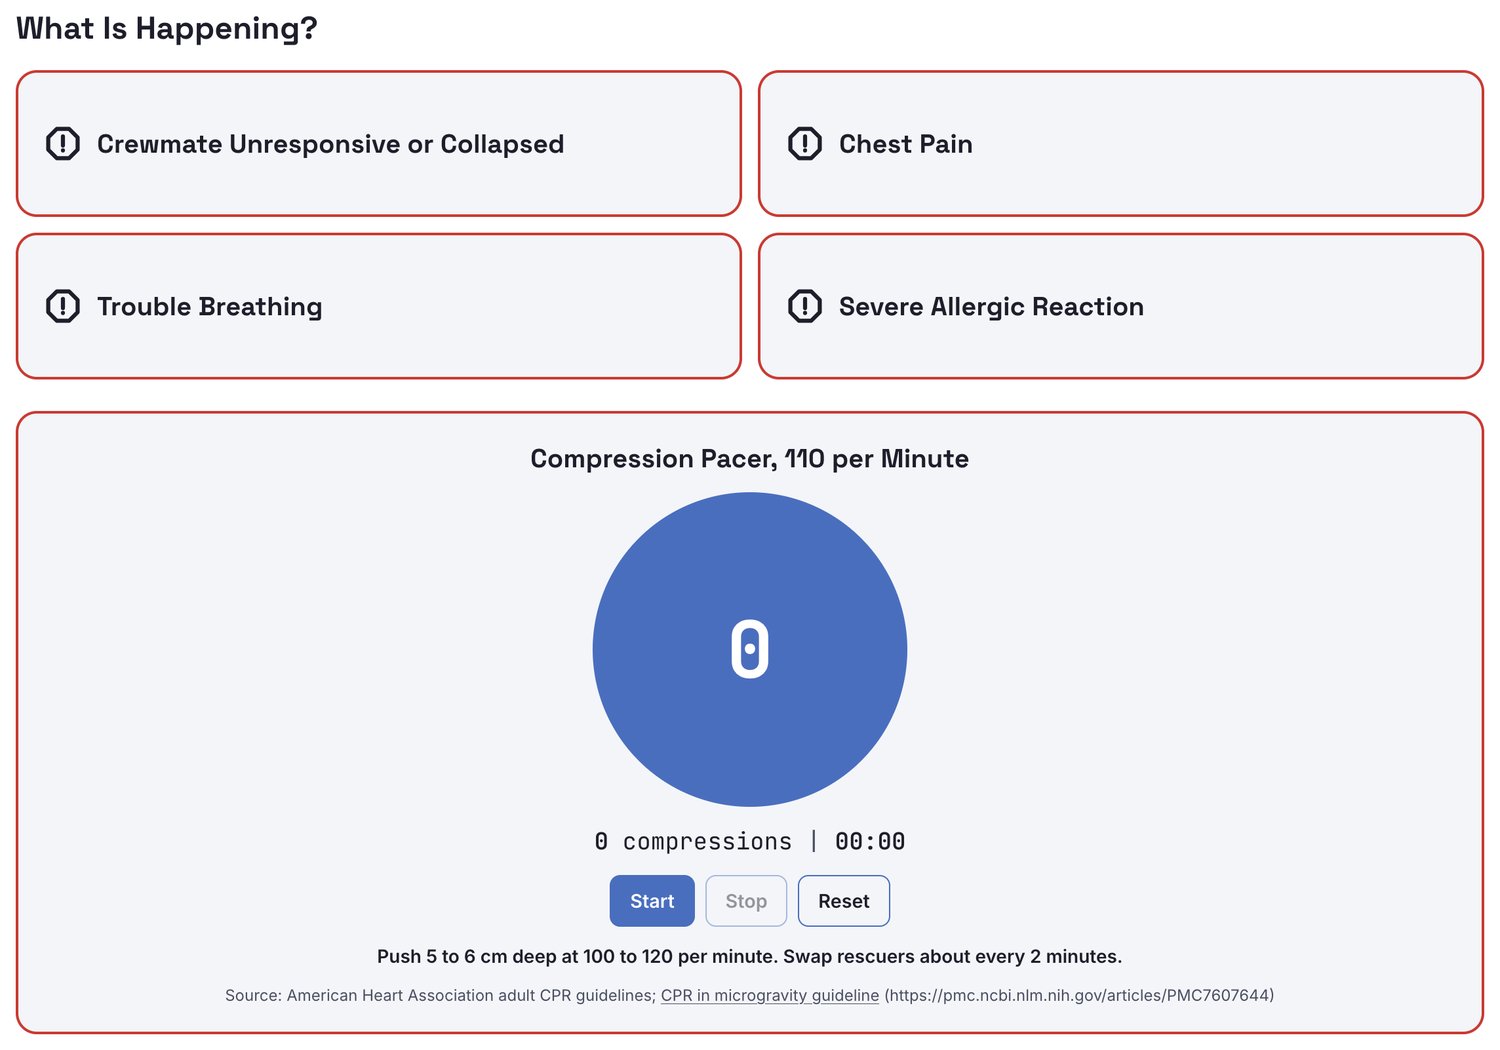 What Is Happening?
Crewmate Unresponsive or Collapsed
Chest Pain
Trouble Breathing
Severe Allergic Reaction
Compression Pacer, 110 per Minute
0
0 compressions | 00:00
Start
Stop
Reset
Push 5 to 6 cm deep at 100 to 120 per minute. Swap rescuers about every 2 minutes.
Source: American Heart Association adult CPR guidelines; CPR in microgravity guideline (https://pmc.ncbi.nlm.nih.gov/articles/PMC7607644)